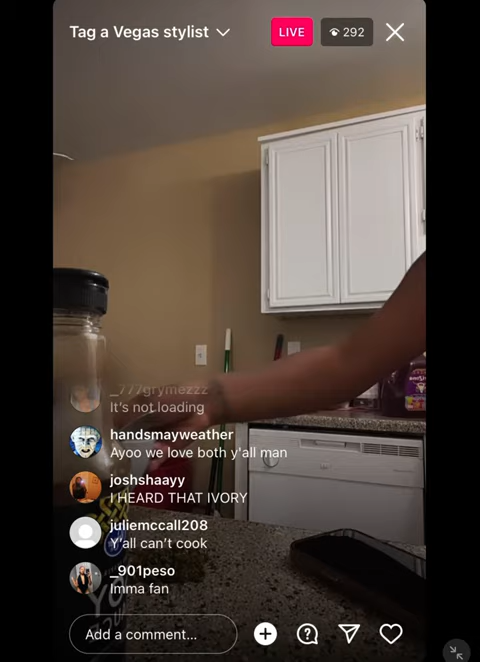 Tag a Vegas stylist
LIVE
292
_777grymezzz
It's not loading
handsmayweather
Ayoo we love both y'all man
joshshaayy
I HEARD THAT IVORY
juliemccall208
Y'all can't cook
_901peso
Imma fan
Add a comment...